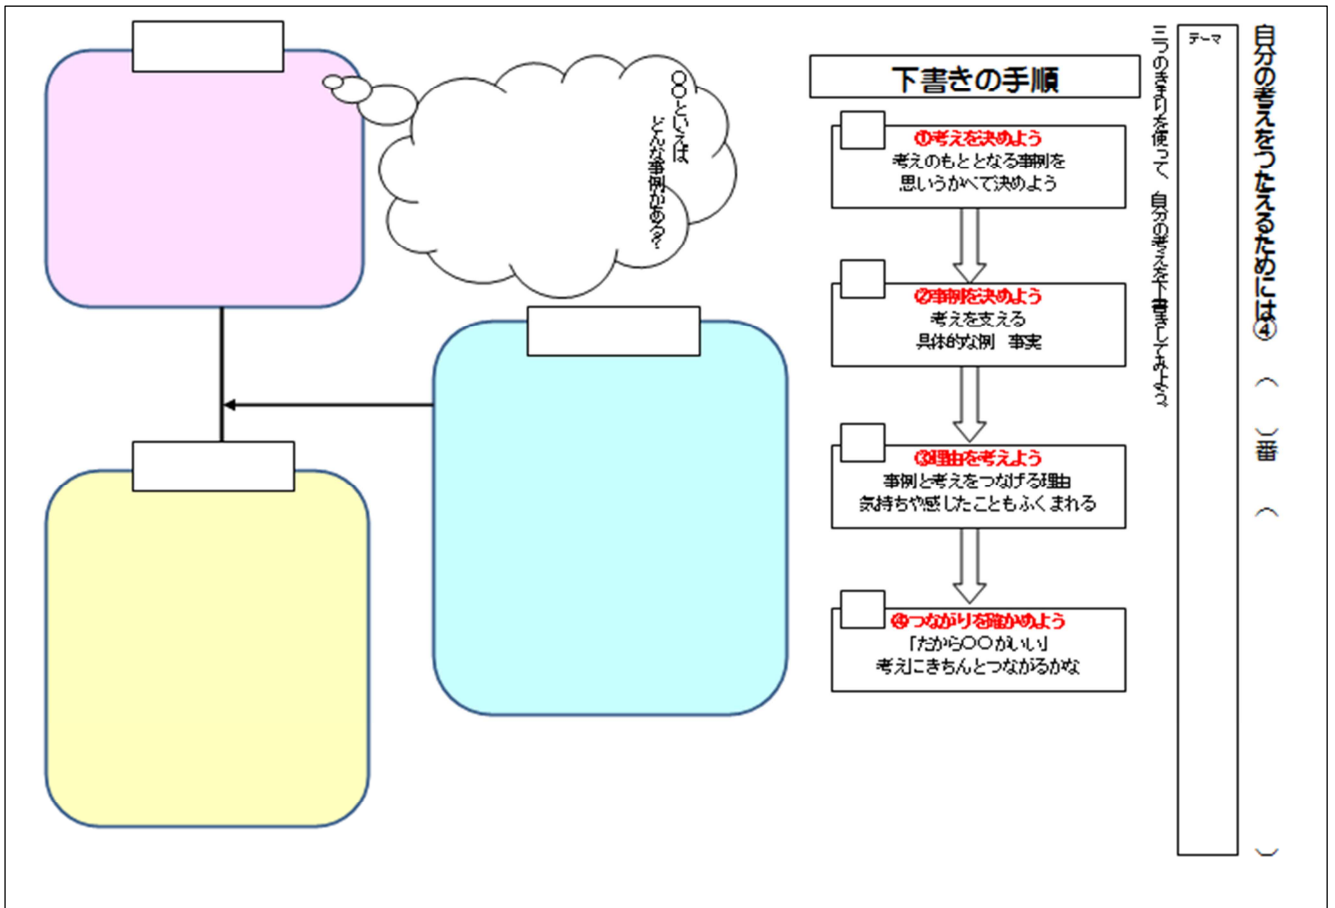 自分の考えをつたえるためには④ （ ）番 （ ）
テーマ
三つのきまりを使って、自分の考えを下書きしてみよう。
下書きの手順
①考えを決めよう
考えのもととなる事例を
思いうかべて決めよう
②事例を決めよう
考えを支える
具体的な例 事実
③理由を考えよう
事例と考えをつなげる理由
気持ちや感じたこともふくまれる
④つながりを確かめよう
「だから〇〇がいい」
考えにきちんとつながるかな
〇〇といえば
どんな事例がある？